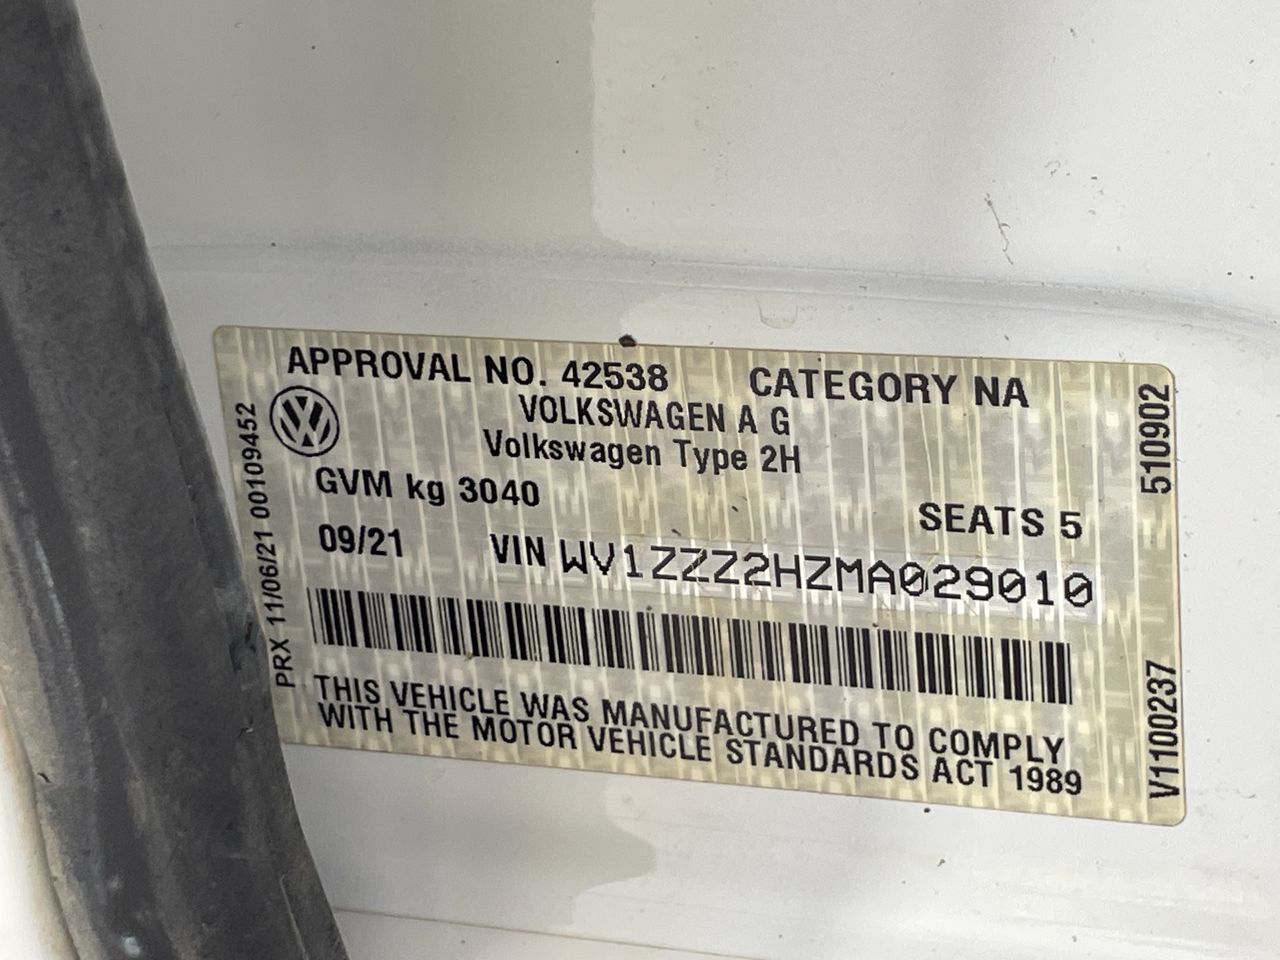 APPROVAL NO. 42538 CATEGORY NA
VOLKSWAGEN A G
Volkswagen Type 2H
GVM kg 3040
SEATS 5
09/21 VIN WV1ZZZ2HZMA029010
THIS VEHICLE WAS MANUFACTURED TO COMPLY
WITH THE MOTOR VEHICLE STANDARDS ACT 1989
PRX 11/06/21 00109452
510902
V1100237